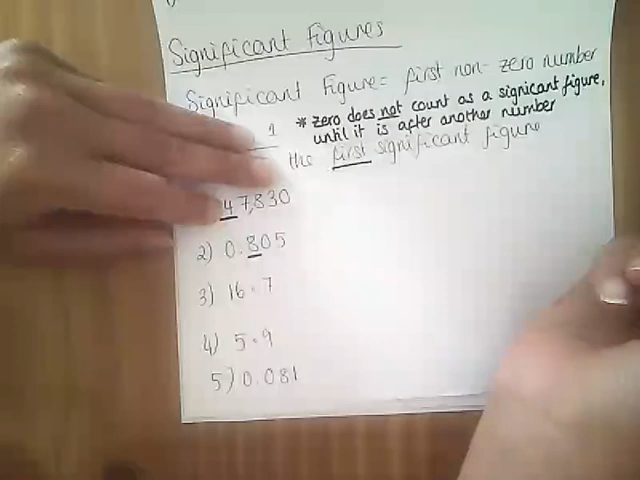 Significant Figures
Significant Figure = first non-zero number
* zero does not count as a signicant figure,
until it is after another number
1
the first significant figure
47,830
2) 0.805
3) 16.7
4) 5.9
5) 0.081